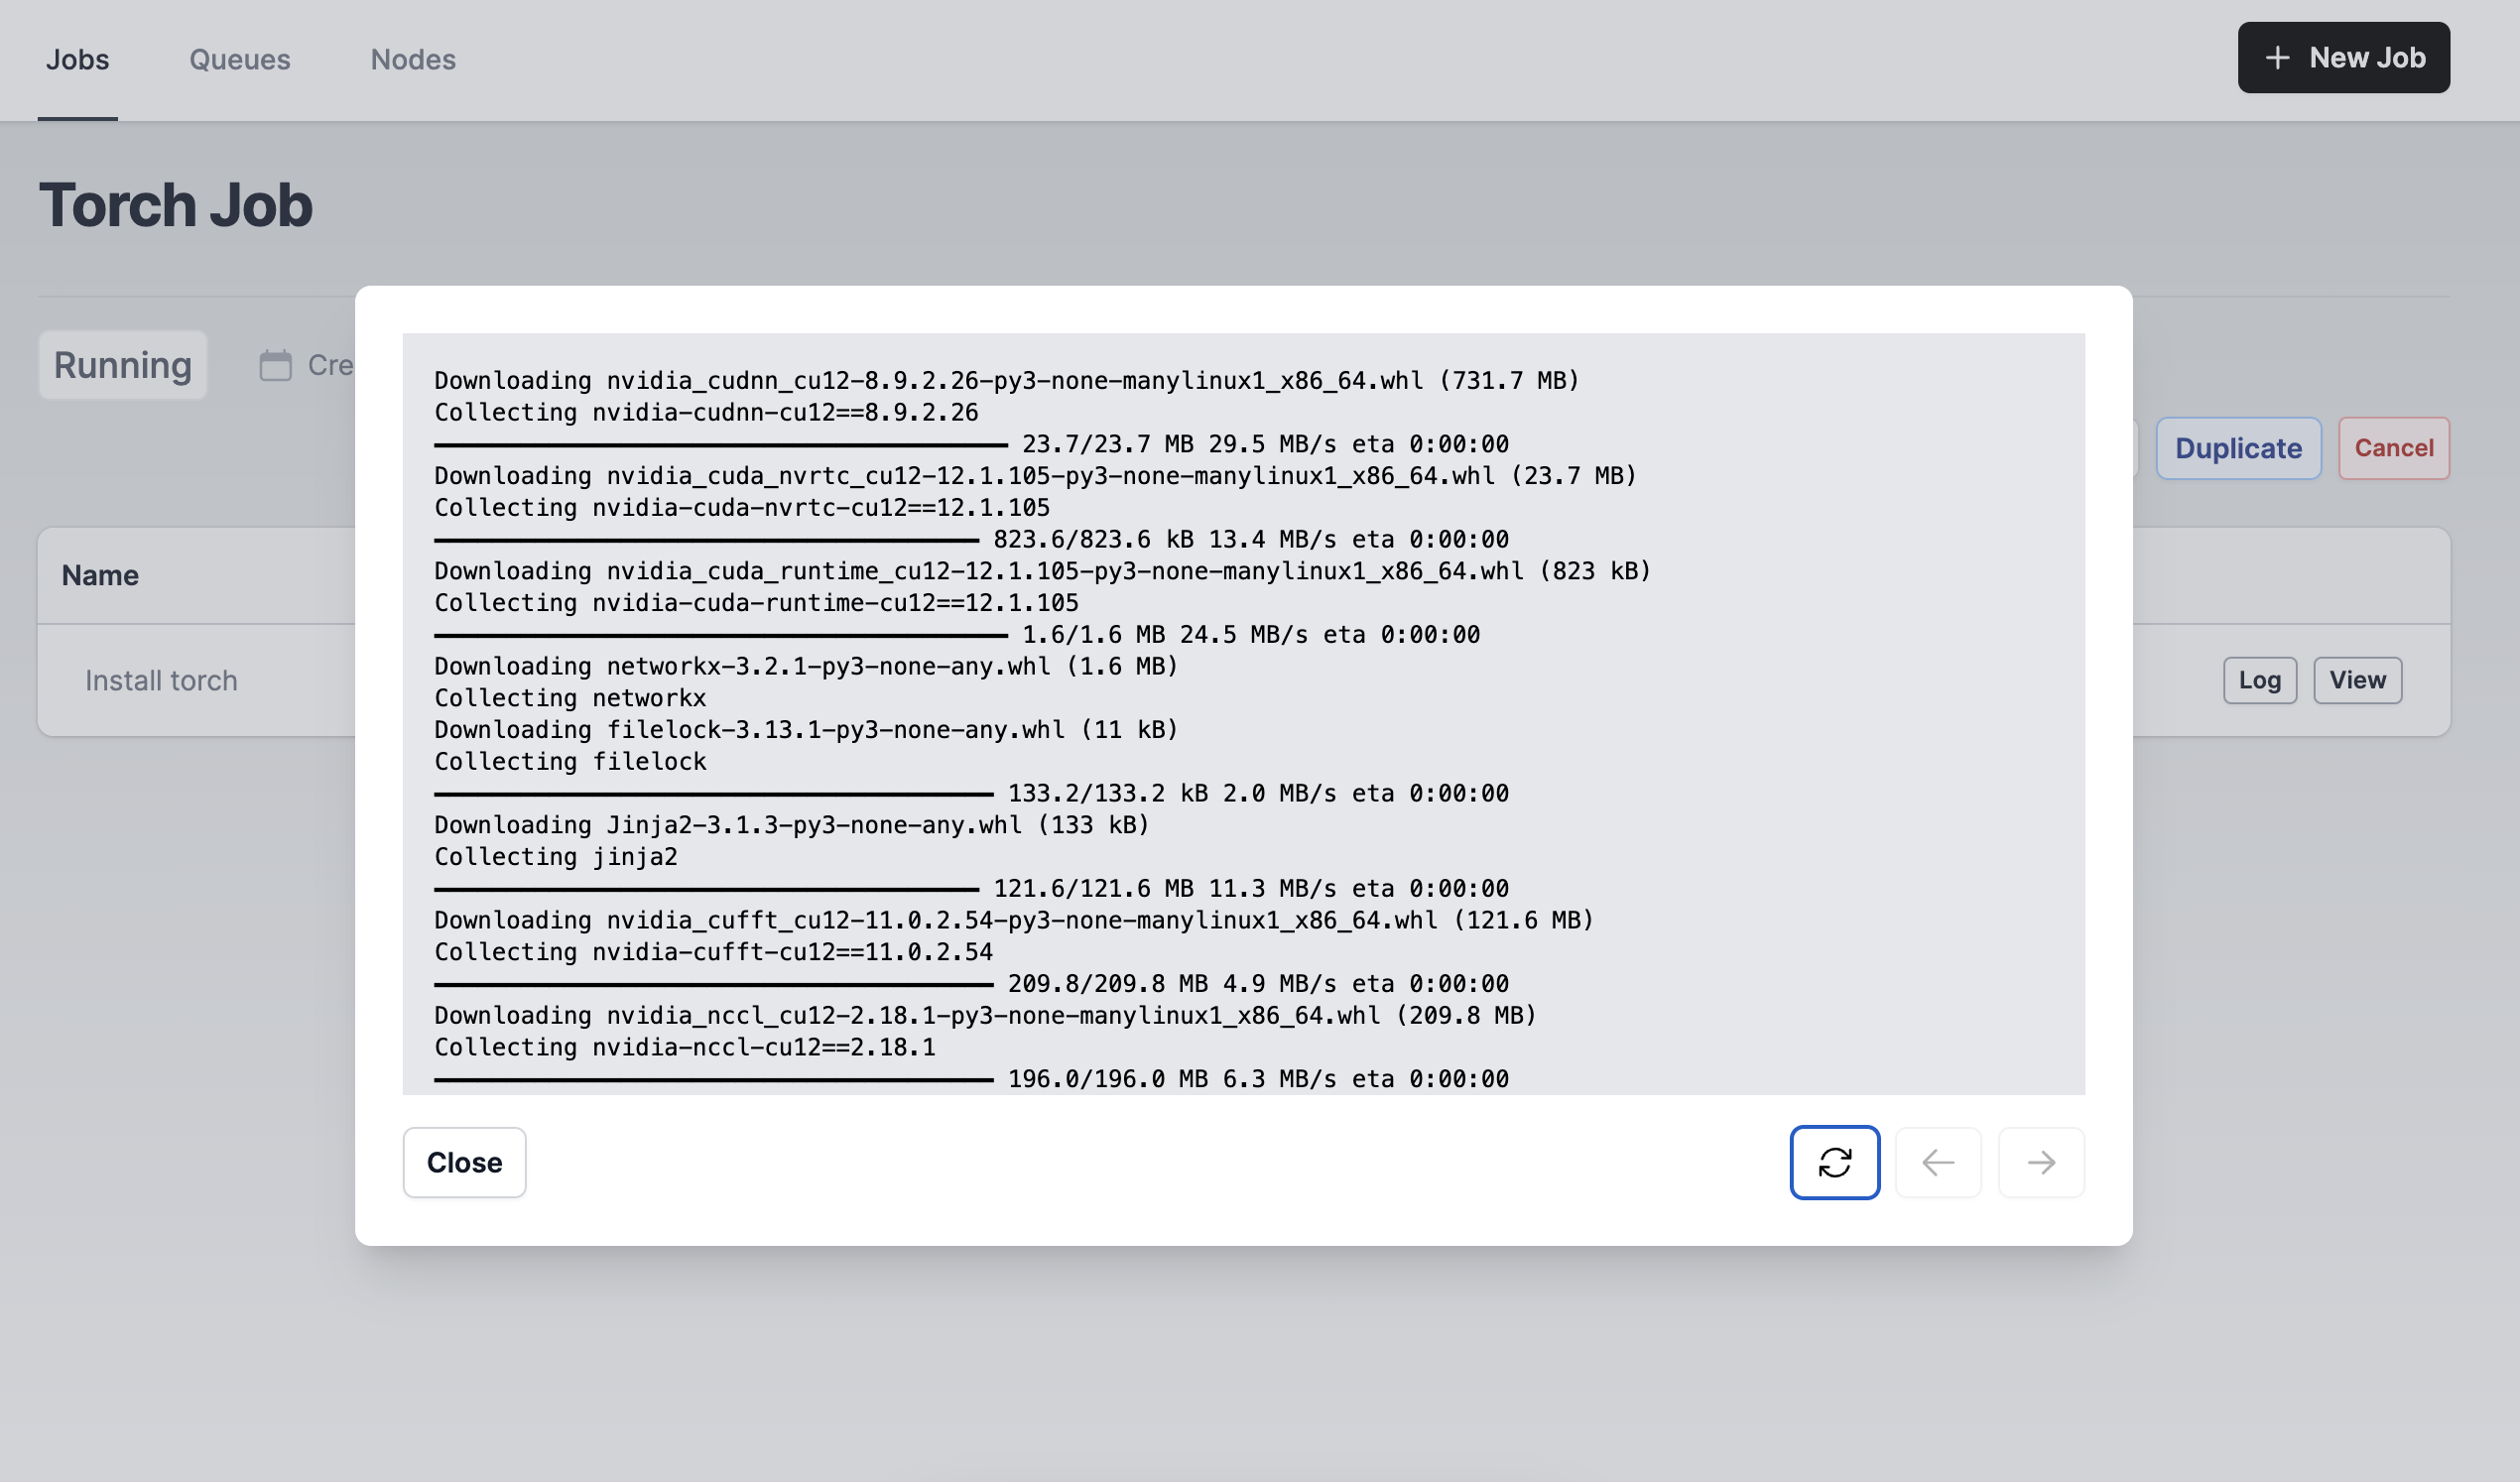 Jobs
Queues
Nodes
+ New Job
Torch Job
Running
Cre
Downloading nvidia_cudnn_cu12-8.9.2.26-py3-none-manylinux1_x86_64.whl (731.7 MB)
Collecting nvidia-cudnn-cu12==8.9.2.26
━━━━━━━━━━━━━━━━━━━━━━━━━━━━━━━━━━━━━━━━ 23.7/23.7 MB 29.5 MB/s eta 0:00:00
Downloading nvidia_cuda_nvrtc_cu12-12.1.105-py3-none-manylinux1_x86_64.whl (23.7 MB)
Collecting nvidia-cuda-nvrtc-cu12==12.1.105
━━━━━━━━━━━━━━━━━━━━━━━━━━━━━━━━━━━━━━ 823.6/823.6 kB 13.4 MB/s eta 0:00:00
Downloading nvidia_cuda_runtime_cu12-12.1.105-py3-none-manylinux1_x86_64.whl (823 kB)
Collecting nvidia-cuda-runtime-cu12==12.1.105
━━━━━━━━━━━━━━━━━━━━━━━━━━━━━━━━━━━━━━━━ 1.6/1.6 MB 24.5 MB/s eta 0:00:00
Downloading networkx-3.2.1-py3-none-any.whl (1.6 MB)
Collecting networkx
Downloading filelock-3.13.1-py3-none-any.whl (11 kB)
Collecting filelock
━━━━━━━━━━━━━━━━━━━━━━━━━━━━━━━━━━━━━━━ 133.2/133.2 kB 2.0 MB/s eta 0:00:00
Downloading Jinja2-3.1.3-py3-none-any.whl (133 kB)
Collecting jinja2
━━━━━━━━━━━━━━━━━━━━━━━━━━━━━━━━━━━━━━ 121.6/121.6 MB 11.3 MB/s eta 0:00:00
Downloading nvidia_cufft_cu12-11.0.2.54-py3-none-manylinux1_x86_64.whl (121.6 MB)
Collecting nvidia-cufft-cu12==11.0.2.54
━━━━━━━━━━━━━━━━━━━━━━━━━━━━━━━━━━━━━━━ 209.8/209.8 MB 4.9 MB/s eta 0:00:00
Downloading nvidia_nccl_cu12-2.18.1-py3-none-manylinux1_x86_64.whl (209.8 MB)
Collecting nvidia-nccl-cu12==2.18.1
━━━━━━━━━━━━━━━━━━━━━━━━━━━━━━━━━━━━━━━ 196.0/196.0 MB 6.3 MB/s eta 0:00:00
Duplicate
Cancel
Name
Install torch
Log
View
Close